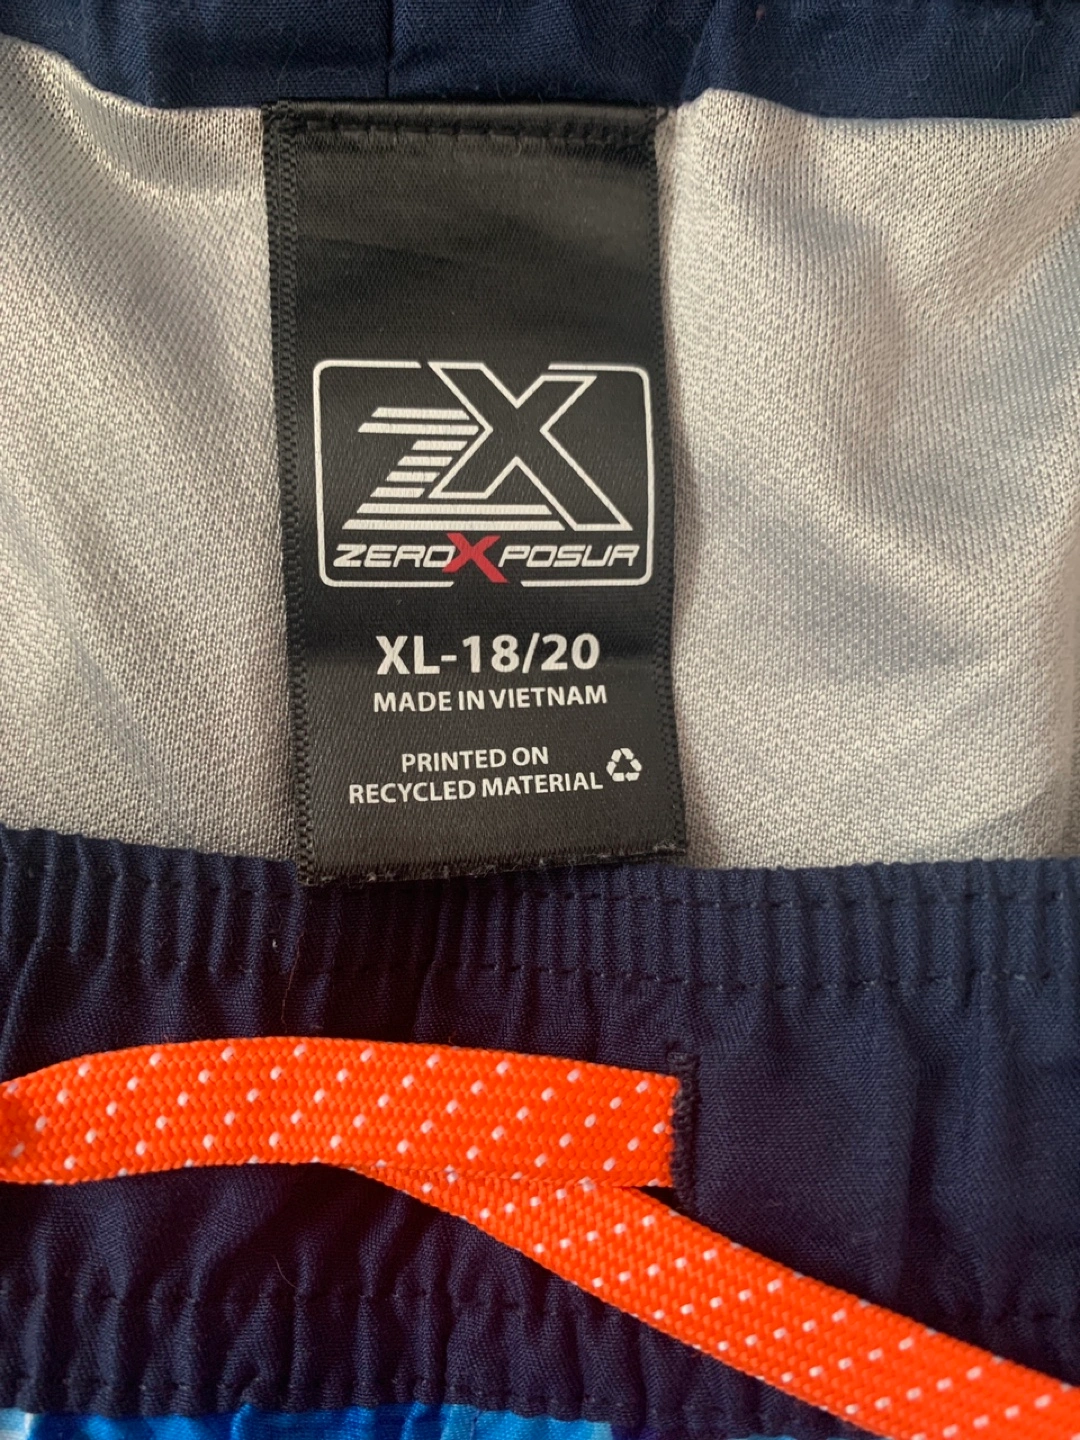 ZX
ZEROXPOSUR
XL-18/20
MADE IN VIETNAM
PRINTED ON
RECYCLED MATERIAL